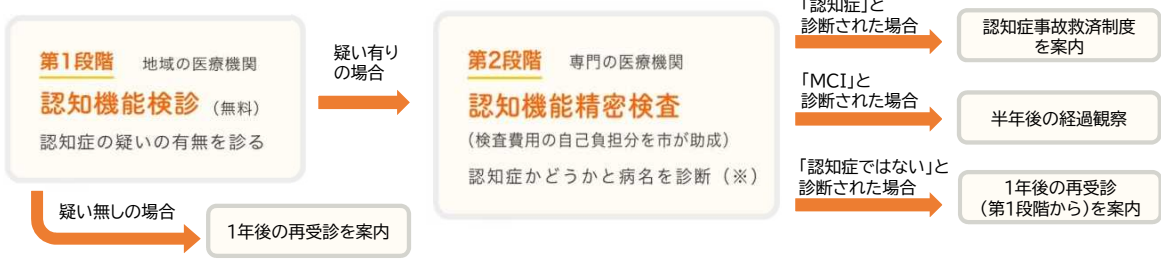 第1段階 地域の医療機関
認知機能検診（無料）
認知症の疑いの有無を診る
疑い有り
の場合
疑い無しの場合
1年後の再受診を案内
第2段階 専門の医療機関
認知機能精密検査
（検査費用の自己負担分を市が助成）
認知症かどうかと病名を診断（※）
「認知症」と
診断された場合
認知症事故救済制度
を案内
「MCI」と
診断された場合
半年後の経過観察
「認知症ではない」と
診断された場合
1年後の再受診
（第1段階から）を案内